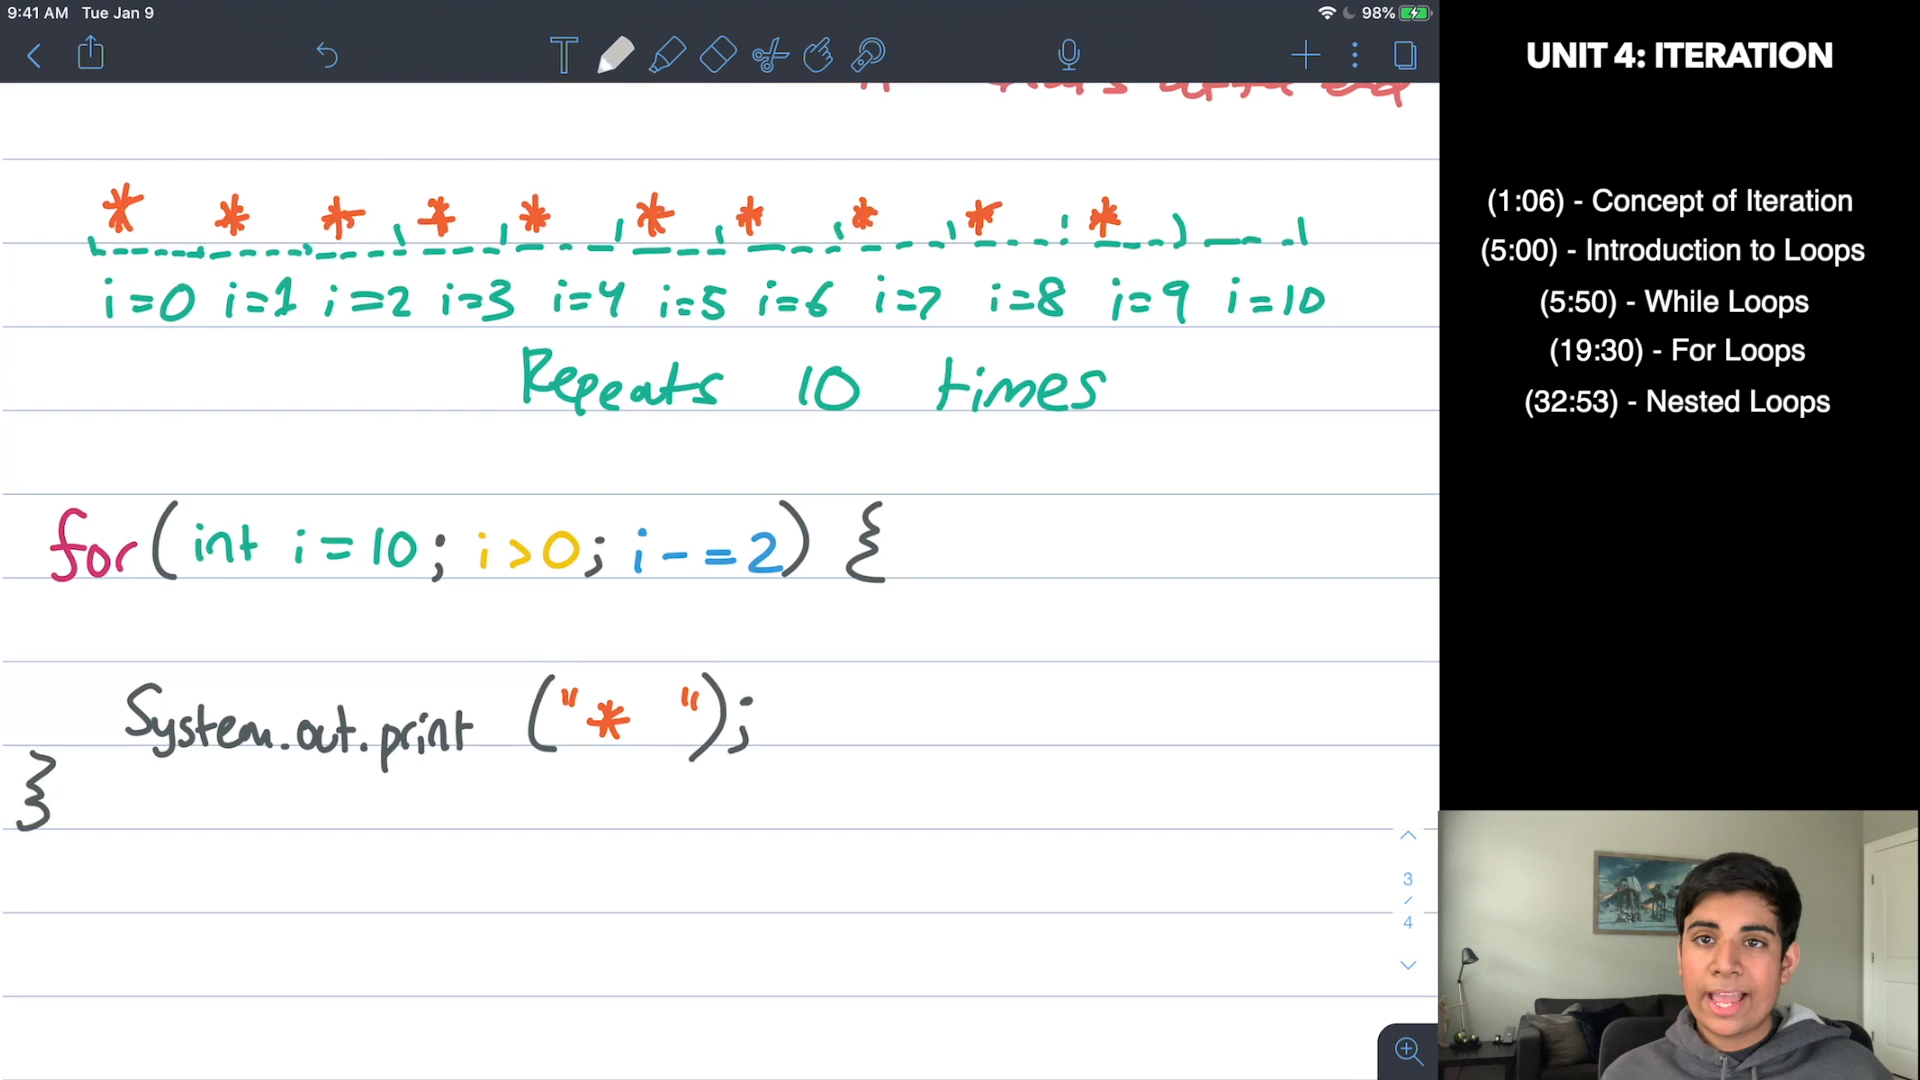 9:41 AM Tue Jan 9
98%
UNIT 4: ITERATION
(1:06) - Concept of Iteration
(5:00) - Introduction to Loops
(5:50) - While Loops
(19:30) - For Loops
(32:53) - Nested Loops
* * * * * * * * * *
i=0 i=1 i=2 i=3 i=4 i=5 i=6 i=7 i=8 i=9 i=10
Repeats 10 times
for(int i=10; i>0; i-=2) {
System.out.print ("* ");
}
3
/
4